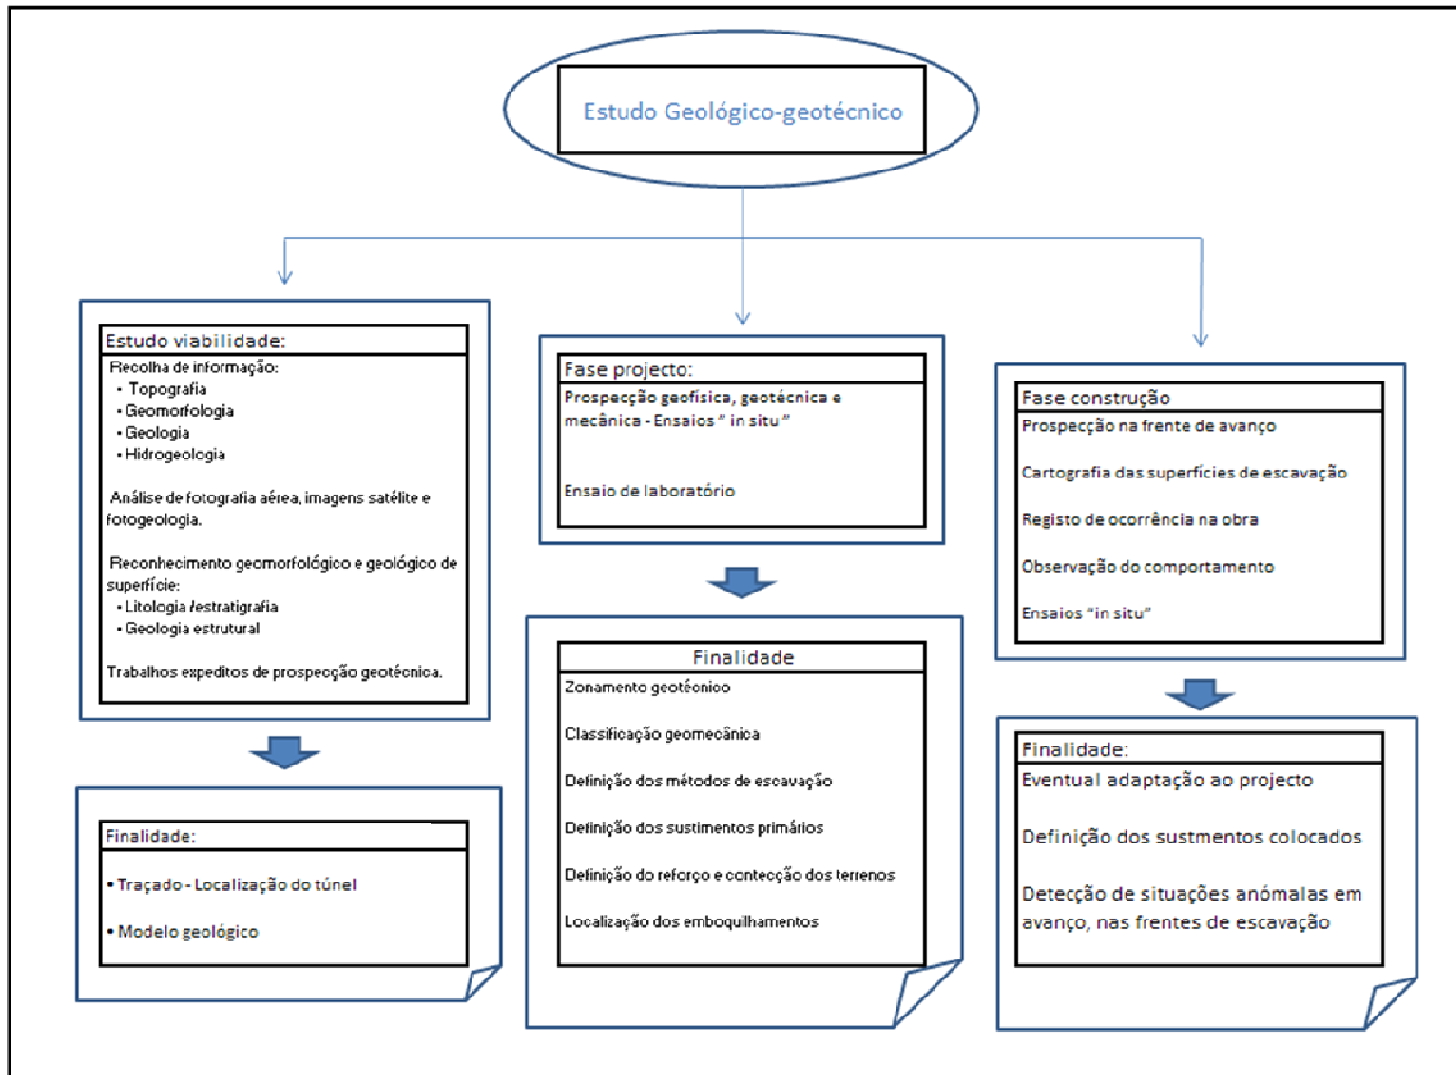 Estudo Geológico-geotécnico
Estudo viabilidade:
Recolha de informação:
• Topografia
• Geomorfologia
• Geologia
• Hidrogeologia
Análise de fotografia aérea, imagens satélite e
fotogeologia.
Reconhecimento geomorfológico e geológico de
superfície:
• Litologia /estratigrafia
• Geologia estrutural
Trabalhos expeditos de prospecção geotécnica.
Finalidade:
• Traçado - Localização do túnel
• Modelo geológico
Fase projecto:
Prospecção geofísica, geotécnica e
mecânica - Ensaios " in situ"
Ensaio de laboratório
Finalidade
Zonamento geotécnico
Classificação geomecânica
Definição dos métodos de escavação
Definição dos sustimentos primários
Definição do reforço e contecção dos terrenos
Localização dos emboquilhamentos
Fase construção
Prospecção na frente de avanço
Cartografia das superfícies de escavação
Registo de ocorrência na obra
Observação do comportamento
Ensaios "in situ"
Finalidade:
Eventual adaptação ao projecto
Definição dos sustmentos colocados
Detecção de situações anómalas em
avanço, nas frentes de escavação